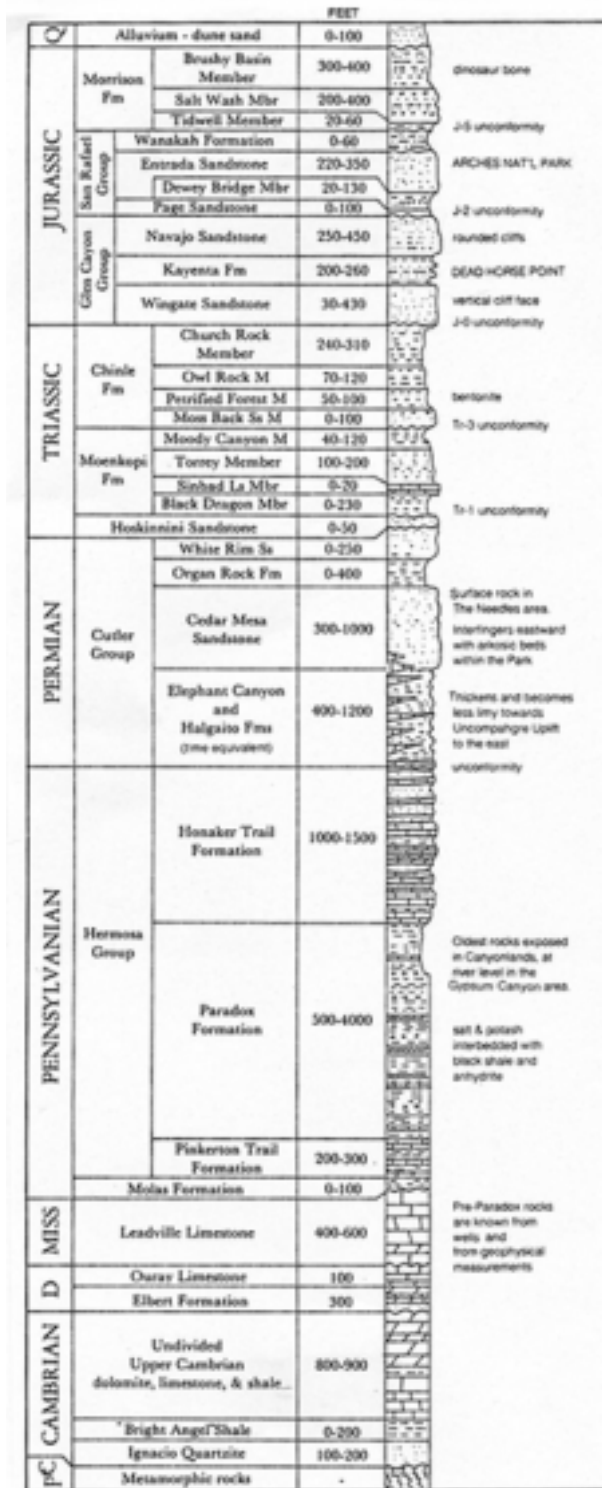 FEET
Q
Alluvium - dune sand 0-100
JURASSIC
Morrison
Fm
Brushy Basin
Member
300-400
dinosaur bone
Salt Wash Mbr 200-400
Tidwell Member 20-60
J-5 unconformity
San Rafael
Group
Wanakah Formation 0-60
Entrada Sandstone 220-350
ARCHES NAT'L PARK
Dewey Bridge Mbr 20-130
Page Sandstone 0-100
J-2 unconformity
Glen Cayon
Group
Navajo Sandstone 250-450
rounded cliffs
Kayenta Fm 200-260
DEAD HORSE POINT
Wingate Sandstone 30-430
vertical cliff face
J-0 unconformity
TRIASSIC
Chinle
Fm
Church Rock
Member
240-310
Owl Rock M 70-120
Petrified Forest M 50-100
bentonite
Moss Back Ss M 0-100
Tr-3 unconformity
Moenkopi
Fm
Moody Canyon M 40-120
Torrey Member 100-200
Sinbad Ls Mbr 0-20
Black Dragon Mbr 0-230
Tr-1 unconformity
Hoskinnini Sandstone 0-50
PERMIAN
Cutler
Group
White Rim Ss 0-250
Organ Rock Fm 0-400
Cedar Mesa
Sandstone
300-1000
Surface rock in
The Needles area.
Interfingers eastward
with arkosic beds
within the Park
Elephant Canyon
and
Halgaito Fms
(time equivalent)
400-1200
Thickens and becomes
less limy towards
Uncompahgre Uplift
to the east
unconformity
PENNSYLVANIAN
Hermosa
Group
Honaker Trail
Formation
1000-1500
Paradox
Formation
500-4000
Oldest rocks exposed
in Canyonlands, at
river level in the
Gypsum Canyon area.
salt & potash
interbedded with
black shale and
anhydrite
Pinkerton Trail
Formation
200-300
Molas Formation 0-100
MISS
Leadville Limestone 400-600
Pre-Paradox rocks
are known from
wells, and
from geophysical
measurements
D
Ouray Limestone 100
Elbert Formation 300
CAMBRIAN
Undivided
Upper Cambrian
dolomite, limestone, & shale
800-900
Bright Angel Shale 0-200
Ignacio Quartzite 100-200
PC
Metamorphic rocks -